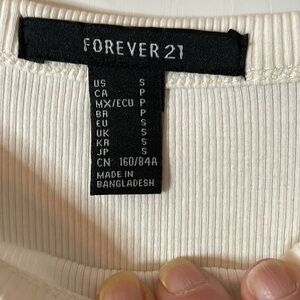 FOREVER 21
US S
CA P
MX/ECU P
BR P
EU S
UK S
KR S
JP S
CN 160/84A
MADE IN
BANGLADESH